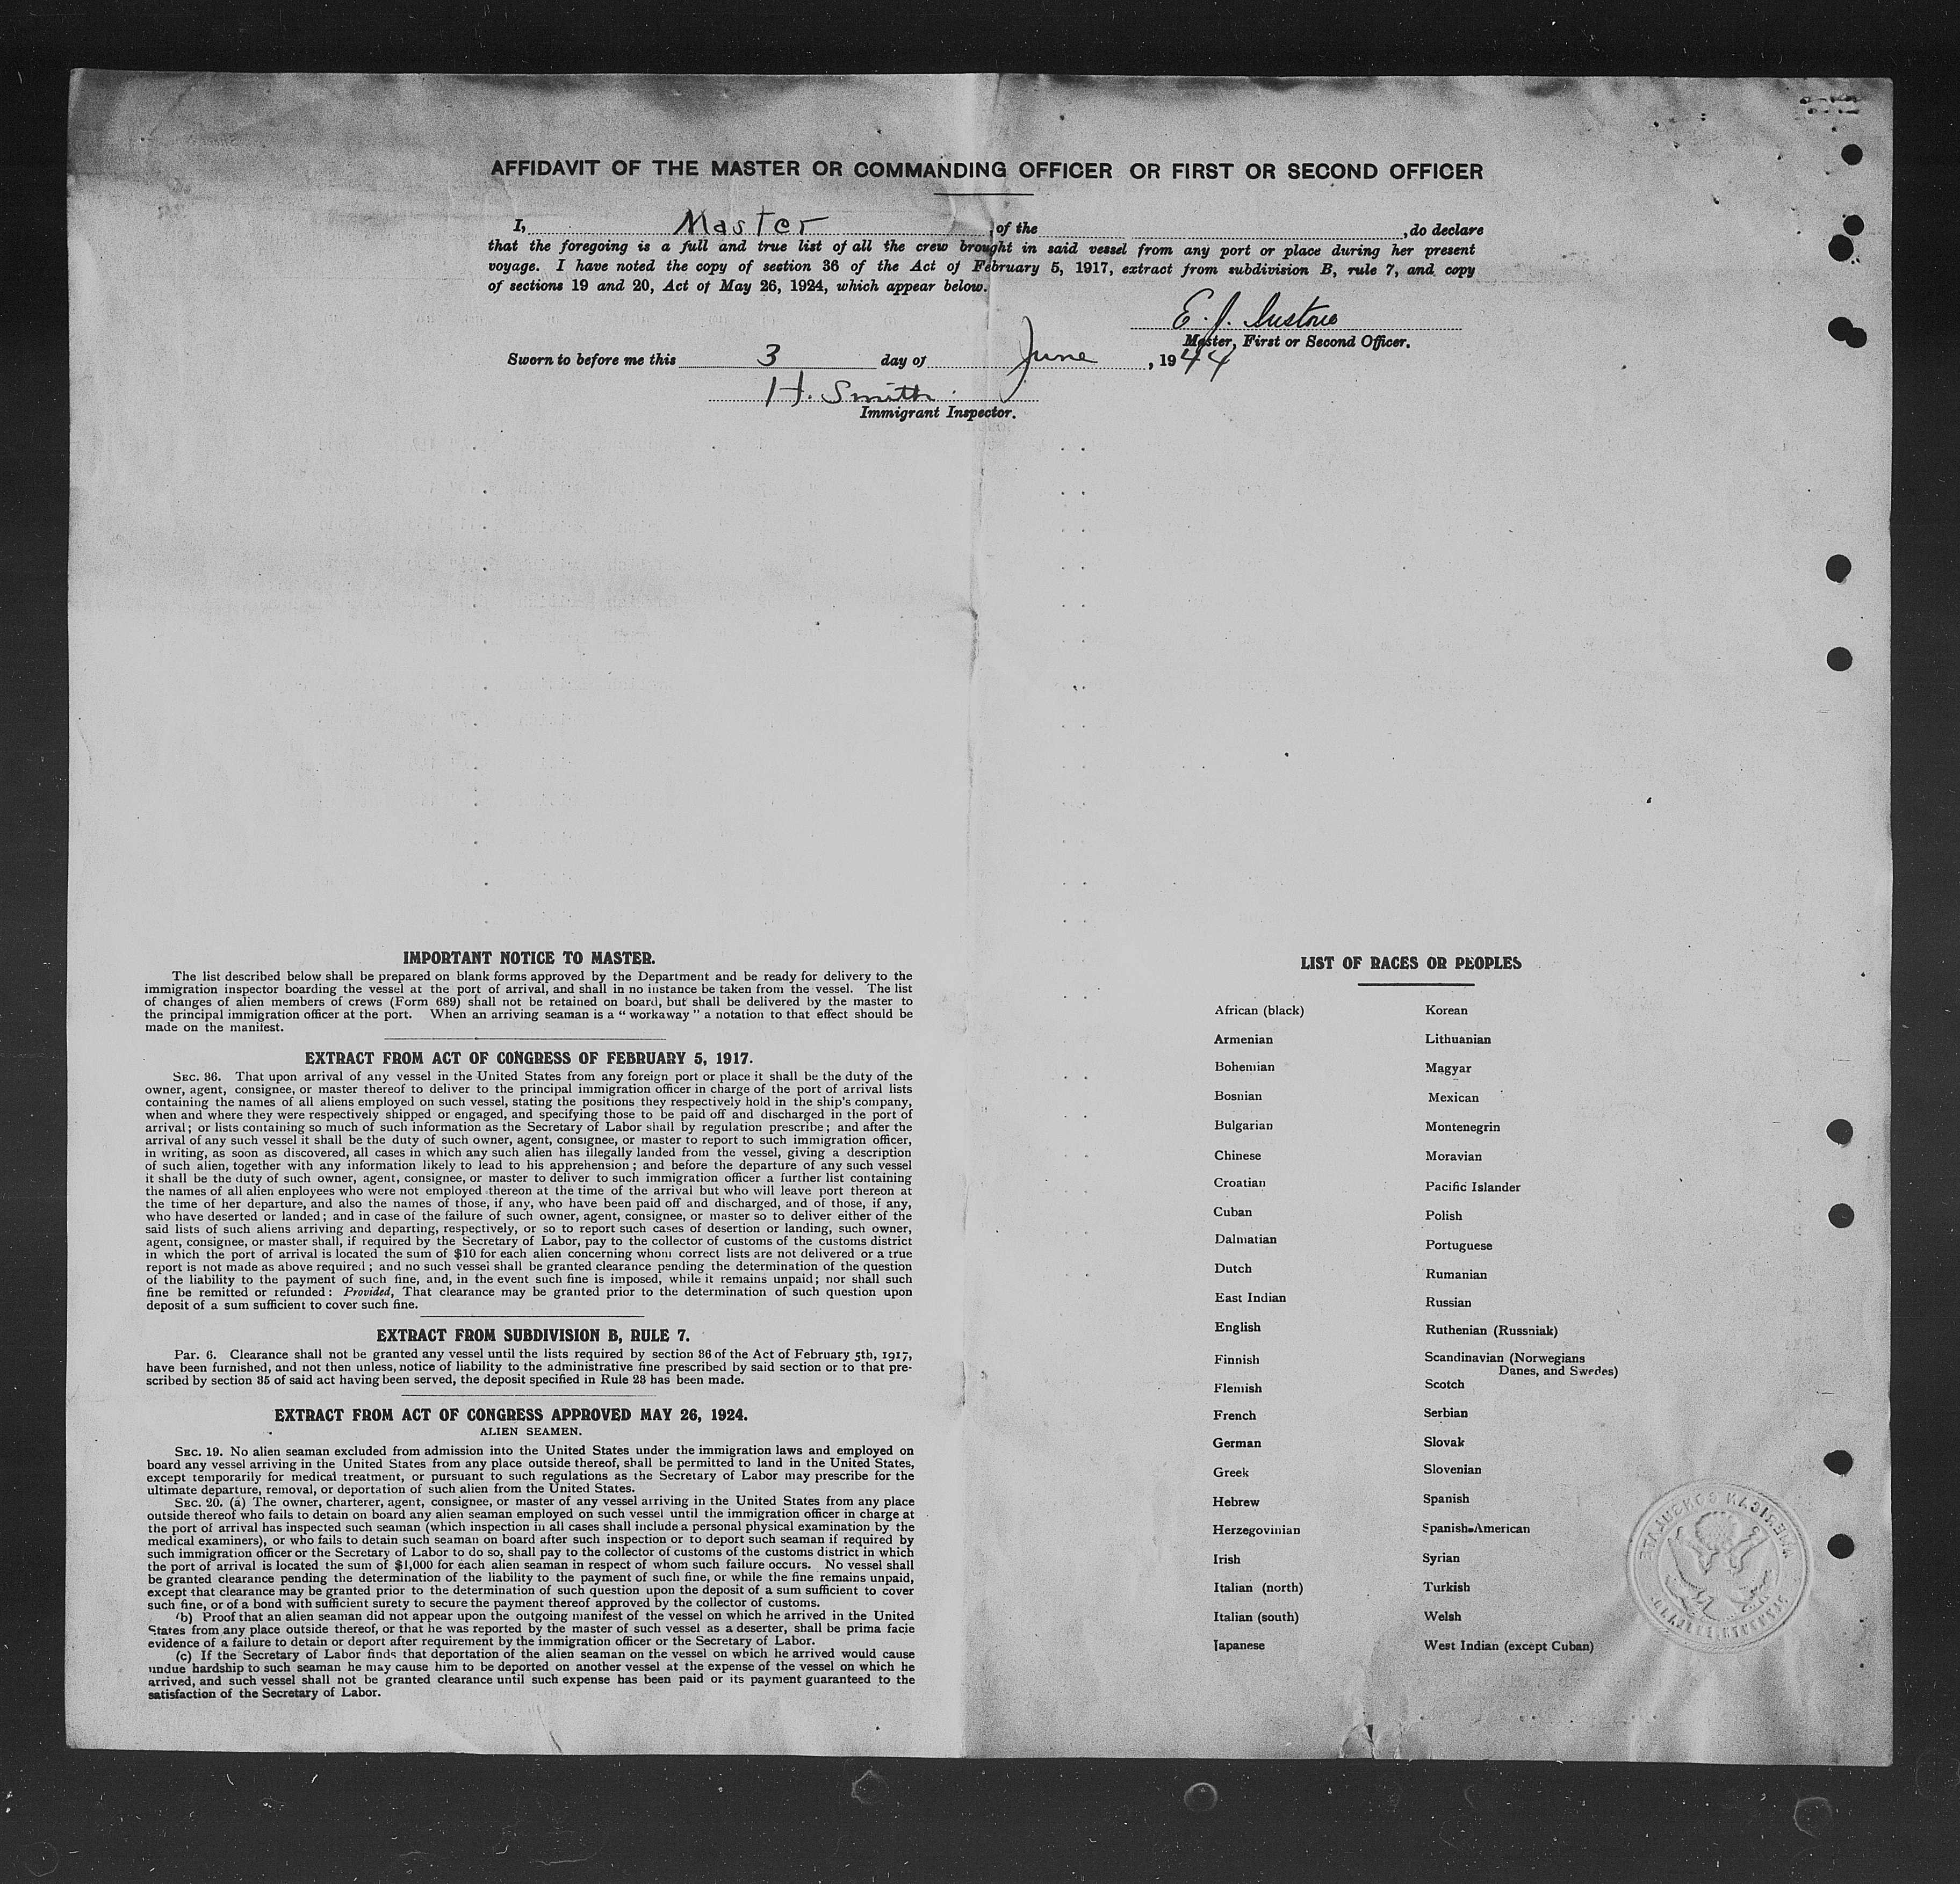 AFFIDAVIT OF THE MASTER OR COMMANDING OFFICER OR FIRST OR SECOND OFFICER
I, Master, of the , do declare
that the foregoing is a full and true list of all the crew brought in said vessel from any port or place during her present
voyage. I have noted the copy of section 36 of the Act of February 5, 1917, extract from subdivision B, rule 7, and copy
of sections 19 and 20, Act of May 26, 1924, which appear below.
E. J.
Master, First or Second Officer.
Sworn to before me this 3 day of June, 1944
H. Smith
Immigrant Inspector.
IMPORTANT NOTICE TO MASTER.
The list described below shall be prepared on blank forms approved by the Department and be ready for delivery to the
immigration inspector boarding the vessel at the port of arrival, and shall in no instance be taken from the vessel. The list
of changes of alien members of crews (Form 689) shall not be retained on board, but shall be delivered by the master to
the principal immigration officer at the port. When an arriving seaman is a “ workaway ” a notation to that effect should be
made on the manifest.
EXTRACT FROM ACT OF CONGRESS OF FEBRUARY 5, 1917.
SEC. 36. That upon arrival of any vessel in the United States from any foreign port or place it shall be the duty of the
owner, agent, consignee, or master thereof to deliver to the principal immigration officer in charge of the port of arrival lists
containing the names of all aliens employed on such vessel, stating the positions they respectively hold in the ship's company,
when and where they were respectively shipped or engaged, and specifying those to be paid off and discharged in the port of
arrival; or lists containing so much of such information as the Secretary of Labor shall by regulation prescribe; and after the
arrival of any such vessel it shall be the duty of such owner, agent, consignee, or master to report to such immigration officer,
in writing, as soon as discovered, all cases in which any such alien has illegally landed from the vessel, giving a description
of such alien, together with any information likely to lead to his apprehension; and before the departure of any such vessel
it shall be the duty of such owner, agent, consignee, or master to deliver to such immigration officer a further list containing
the names of all alien enployees who were not employed thereon at the time of the arrival but who will leave port thereon at
the time of her departure, and also the names of those, if any, who have been paid off and discharged, and of those, if any,
who have deserted or landed; and in case of the failure of such owner, agent, consignee, or master so to deliver either of the
said lists of such aliens arriving and departing, respectively, or so to report such cases of desertion or landing, such owner,
agent, consignee, or master shall, if required by the Secretary of Labor, pay to the collector of customs of the customs district
in which the port of arrival is located the sum of $10 for each alien concerning whom correct lists are not delivered or a true
report is not made as above required; and no such vessel shall be granted clearance pending the determination of the question
of the liability to the payment of such fine, and, in the event such fine is imposed, while it remains unpaid; nor shall such
fine be remitted or refunded: Provided, That clearance may be granted prior to the determination of such question upon
deposit of a sum sufficient to cover such fine.
EXTRACT FROM SUBDIVISION B, RULE 7.
Par. 6. Clearance shall not be granted any vessel until the lists required by section 36 of the Act of February 5th, 1917,
have been furnished, and not then unless, notice of liability to the administrative fine prescribed by said section or to that pre-
scribed by section 35 of said act having been served, the deposit specified in Rule 28 has been made.
EXTRACT FROM ACT OF CONGRESS APPROVED MAY 26, 1924.
ALIEN SEAMEN.
SEC. 19. No alien seaman excluded from admission into the United States under the immigration laws and employed on
board any vessel arriving in the United States from any place outside thereof, shall be permitted to land in the United States,
except temporarily for medical treatment, or pursuant to such regulations as the Secretary of Labor may prescribe for the
ultimate departure, removal, or deportation of such alien from the United States.
SEC. 20. (a) The owner, charterer, agent, consignee, or master of any vessel arriving in the United States from any place
outside thereof who fails to detain on board any alien seaman employed on such vessel until the immigration officer in charge at
the port of arrival has inspected such seaman (which inspection in all cases shall include a personal physical examination by the
medical examiners), or who fails to detain such seaman on board after such inspection or to deport such seaman if required by
such immigration officer or the Secretary of Labor to do so, shall pay to the collector of customs of the customs district in which
the port of arrival is located the sum of $1,000 for each alien seaman in respect of whom such failure occurs. No vessel shall
be granted clearance pending the determination of the liability to the payment of such fine, or while the fine remains unpaid,
except that clearance may be granted prior to the determination of such question upon the deposit of a sum sufficient to cover
such fine, or of a bond with sufficient surety to secure the payment thereof approved by the collector of customs.
(b) Proof that an alien seaman did not appear upon the outgoing manifest of the vessel on which he arrived in the United
States from any place outside thereof, or that he was reported by the master of such vessel as a deserter, shall be prima facie
evidence of a failure to detain or deport after requirement by the immigration officer or the Secretary of Labor.
(c) If the Secretary of Labor finds that deportation of the alien seaman on the vessel on which he arrived would cause
undue hardship to such seaman he may cause him to be deported on another vessel at the expense of the vessel on which he
arrived, and such vessel shall not be granted clearance until such expense has been paid or its payment guaranteed to the
satisfaction of the Secretary of Labor.
LIST OF RACES OR PEOPLES
African (black)
Armenian
Bohemian
Bosnian
Bulgarian
Chinese
Croatian
Cuban
Dalmatian
Dutch
East Indian
English
Finnish
Flemish
French
German
Greek
Hebrew
Herzegovinian
Irish
Italian (north)
Italian (south)
Japanese
Korean
Lithuanian
Magyar
Mexican
Montenegrin
Moravian
Pacific Islander
Polish
Portuguese
Rumanian
Russian
Ruthenian (Russniak)
Scandinavian (Norwegians
Danes, and Swedes)
Scotch
Serbian
Slovak
Slovenian
Spanish
Spanish-American
Syrian
Turkish
Welsh
West Indian (except Cuban)
AMERICAN CONSULATE